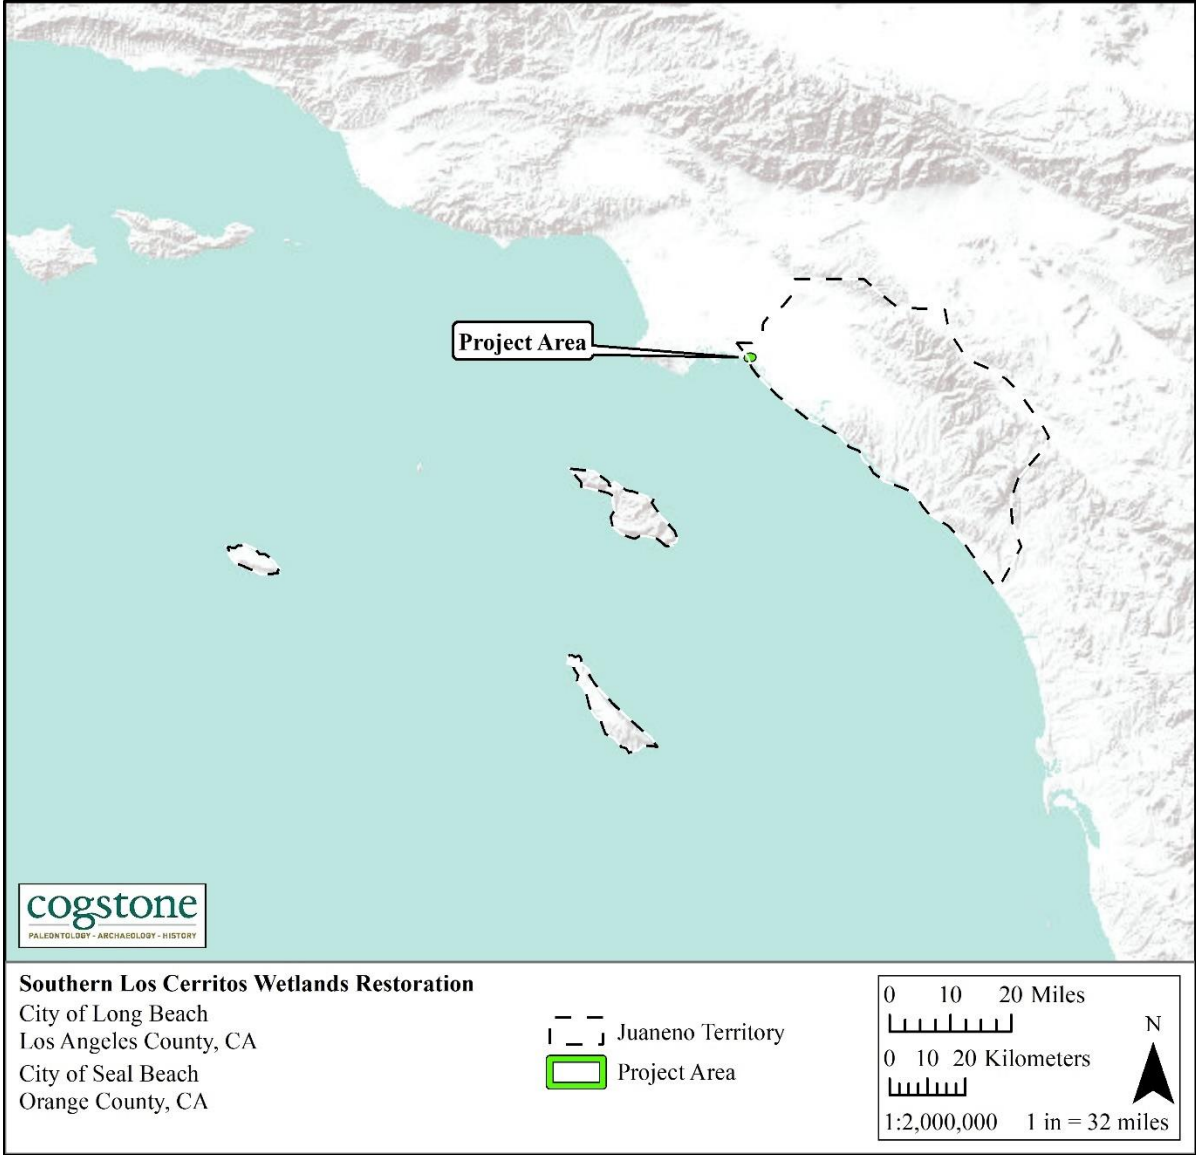 Project Area
cogstone
PALEONTOLOGY - ARCHAEOLOGY - HISTORY
Southern Los Cerritos Wetlands Restoration
City of Long Beach
Los Angeles County, CA
City of Seal Beach
Orange County, CA
Juaneno Territory
Project Area
0 10 20 Miles
0 10 20 Kilometers
1:2,000,000 1 in = 32 miles
N